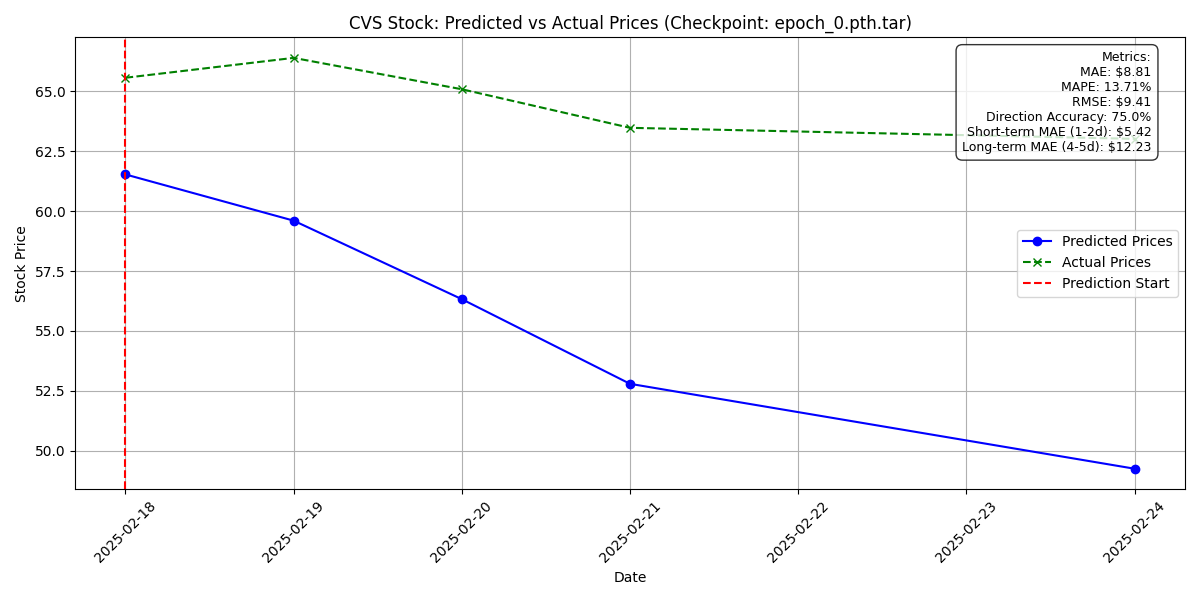 CVS Stock: Predicted vs Actual Prices (Checkpoint: epoch_0.pth.tar)
Metrics:
MAE: $8.81
MAPE: 13.71%
RMSE: $9.41
Direction Accuracy: 75.0%
Short-term MAE (1-2d): $5.42
Long-term MAE (4-5d): $12.23
Predicted Prices
Actual Prices
Prediction Start
Stock Price
65.0
62.5
60.0
57.5
55.0
52.5
50.0
2025-02-18
2025-02-19
2025-02-20
2025-02-21
2025-02-22
2025-02-23
2025-02-24
Date